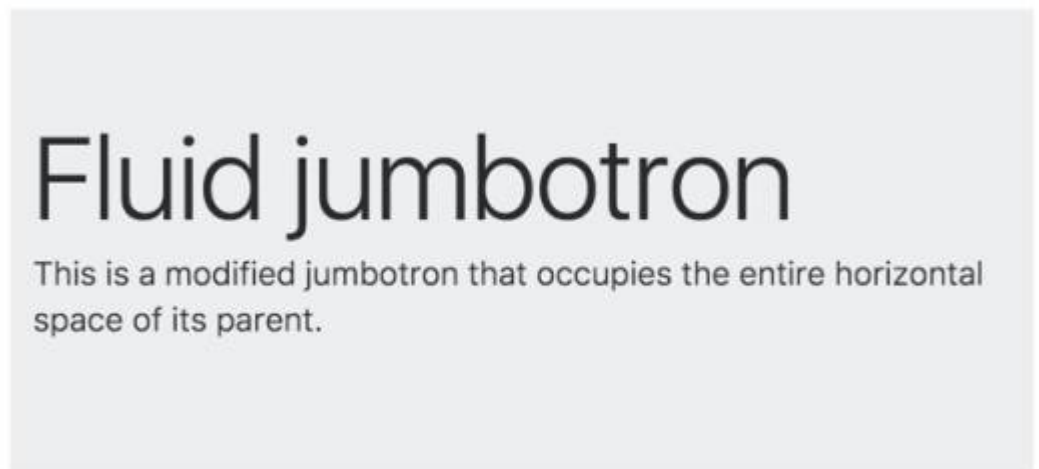 Fluid jumbotron
This is a modified jumbotron that occupies the entire horizontal
space of its parent.